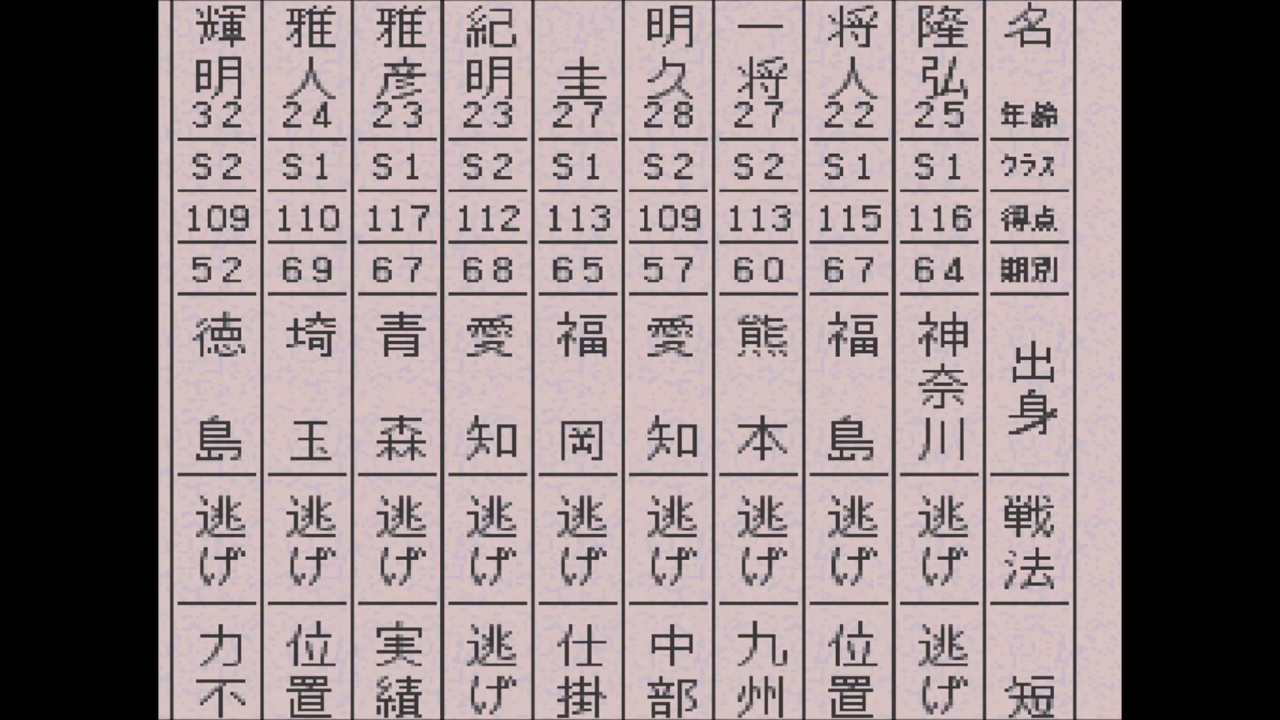 名 年齢 クラス 得点 期別 出身 戦法 短
隆弘 25 S1 116 64 神奈川 逃げ 逃げ
将人 22 S1 115 67 福島 逃げ 位置
一将 27 S2 113 60 熊本 逃げ 九州
明久 28 S2 109 57 愛知 逃げ 中部
圭 27 S1 113 65 福岡 逃げ 仕掛
紀明 23 S2 112 68 愛知 逃げ 逃げ
雅彦 23 S1 117 67 青森 逃げ 実績
雅人 24 S1 110 69 埼玉 逃げ 位置
輝明 32 S2 109 52 徳島 逃げ 力不